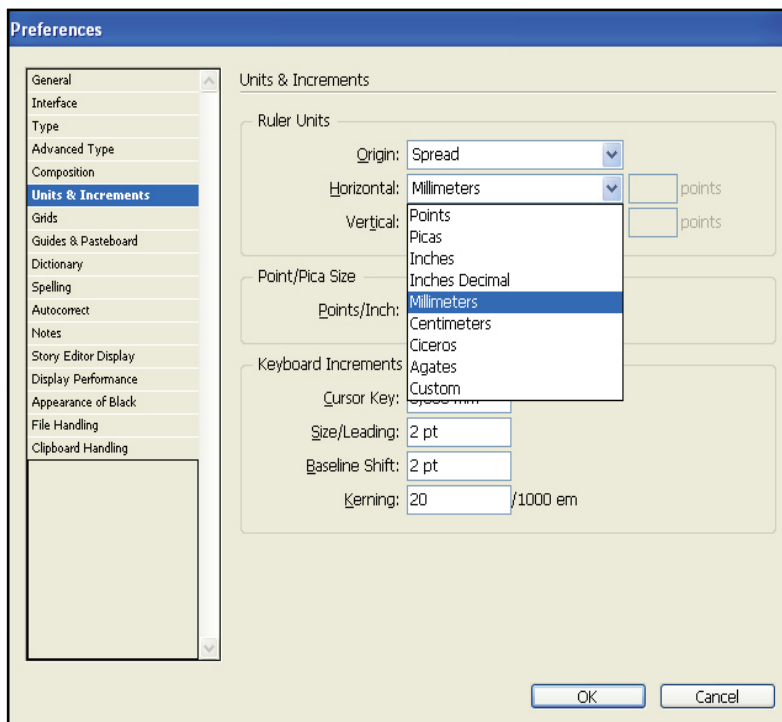 Preferences
General
Interface
Type
Advanced Type
Composition
Units & Increments
Grids
Guides & Pasteboard
Dictionary
Spelling
Autocorrect
Notes
Story Editor Display
Display Performance
Appearance of Black
File Handling
Clipboard Handling
Units & Increments
Ruler Units
Origin: Spread
Horizontal: Millimeters points
Vertical: points
Points
Picas
Inches
Inches Decimal
Millimeters
Centimeters
Ciceros
Agates
Custom
Point/Pica Size
Points/Inch:
Keyboard Increments
Cursor Key:
Size/Leading: 2 pt
Baseline Shift: 2 pt
Kerning: 20 /1000 em
OK Cancel